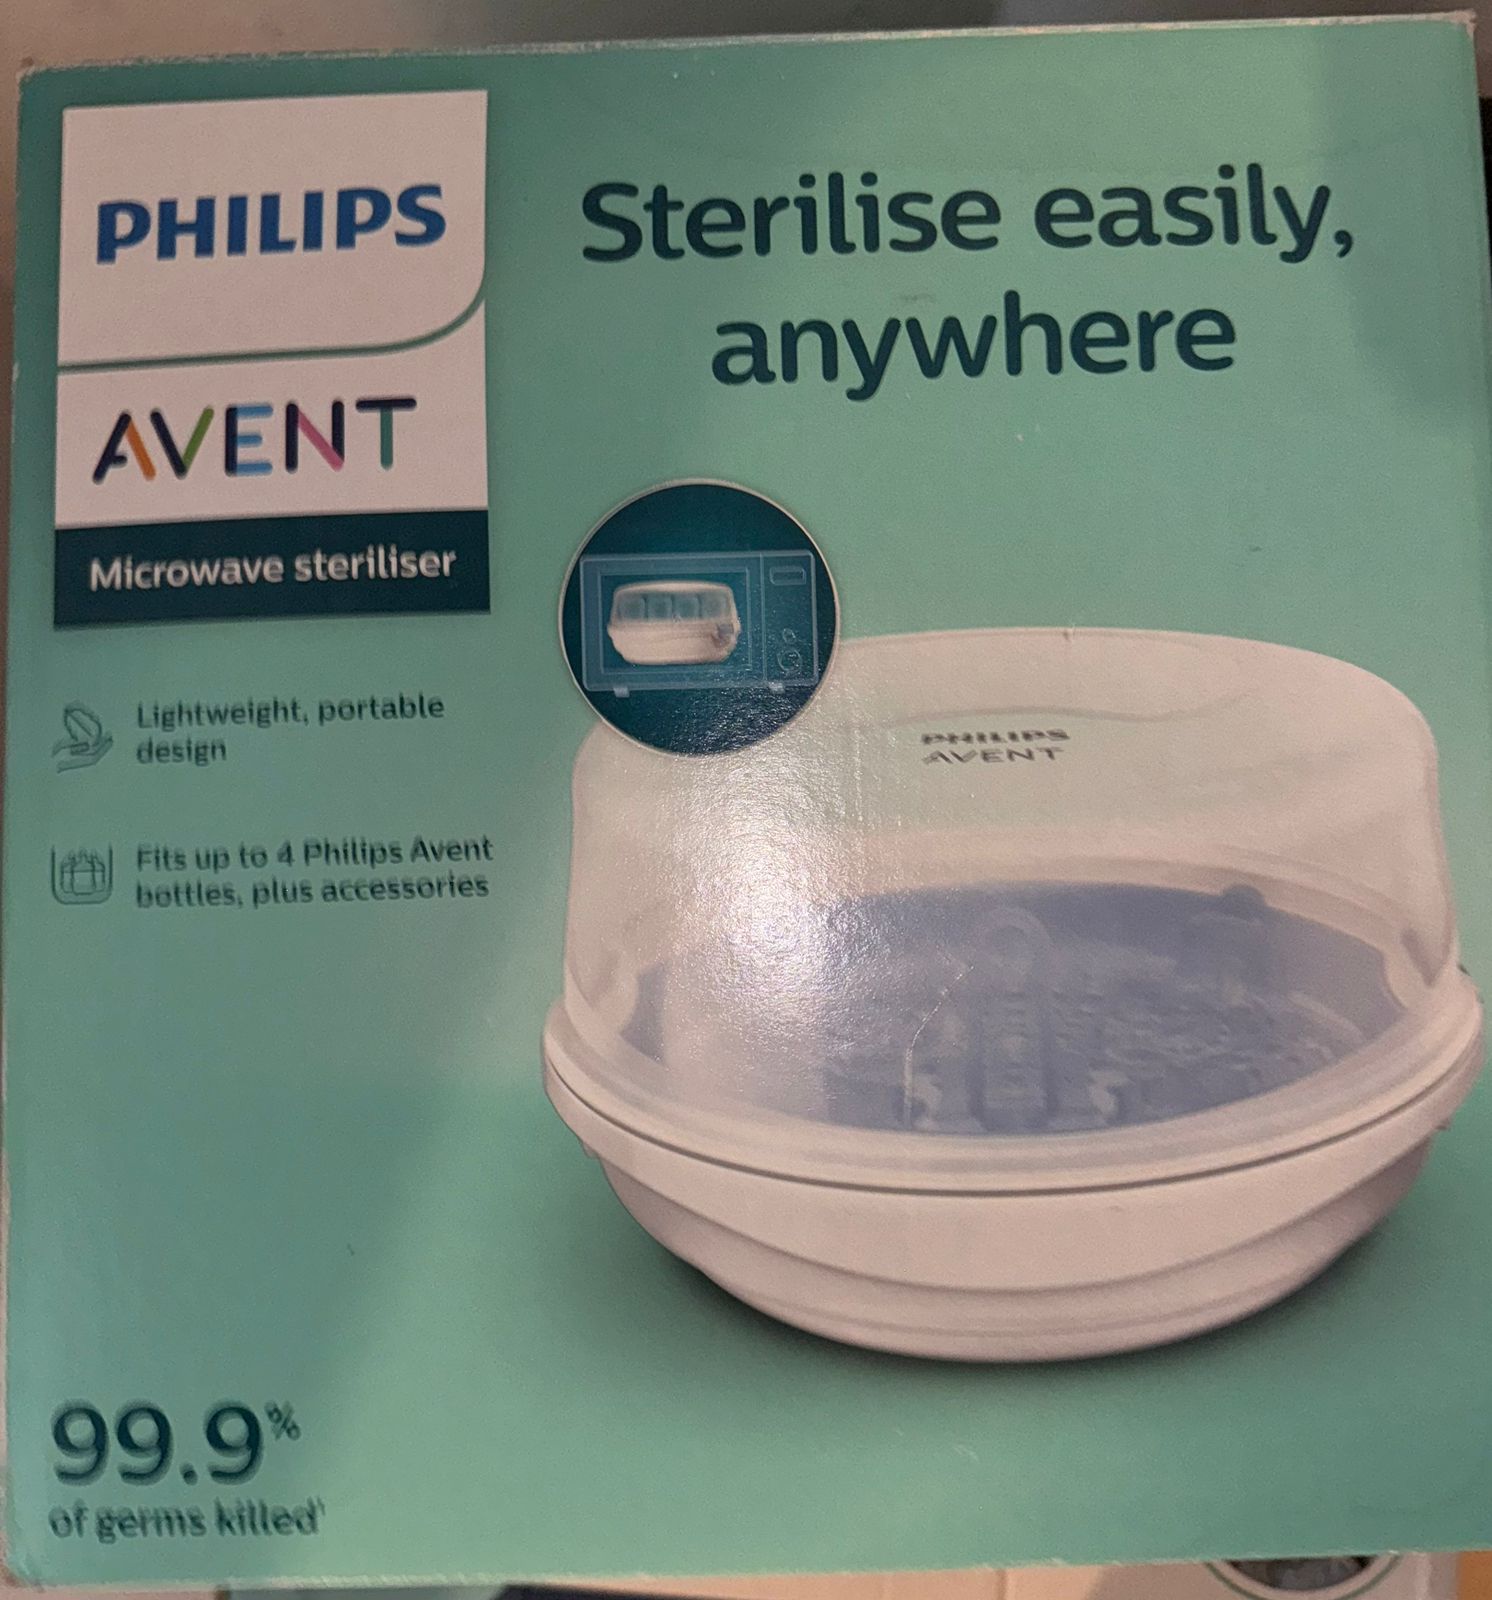 PHILIPS
AVENT
Microwave steriliser
Sterilise easily,
anywhere
Lightweight, portable
design
Fits up to 4 Philips Avent
bottles, plus accessories
PHILIPS
AVENT
99.9%
of germs killed¹